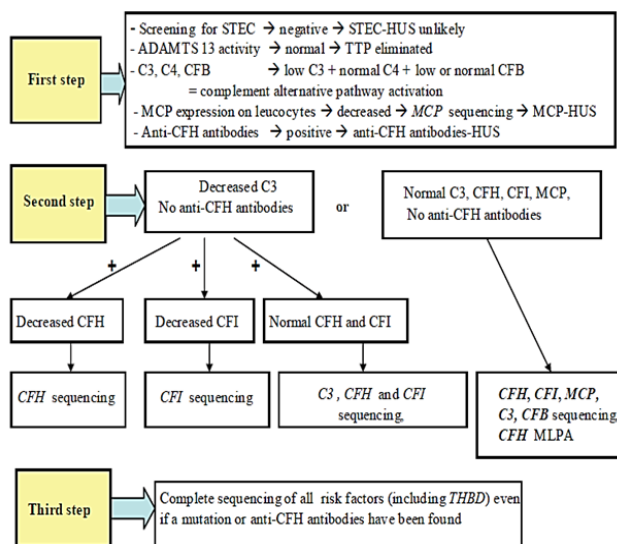 First step
- Screening for STEC → negative → STEC-HUS unlikely
- ADAMTS 13 activity → normal → TTP eliminated
- C3, C4, CFB → low C3 + normal C4 + low or normal CFB
= complement alternative pathway activation
- MCP expression on leucocytes → decreased → MCP sequencing → MCP-HUS
- Anti-CFH antibodies → positive → anti-CFH antibodies-HUS
Second step
Decreased C3
No anti-CFH antibodies
or
Normal C3, CFH, CFI, MCP,
No anti-CFH antibodies
+ + +
Decreased CFH
Decreased CFI
Normal CFH and CFI
CFH sequencing
CFI sequencing
C3 , CFH and CFI
sequencing,
CFH, CFI, MCP,
C3, CFB sequencing
CFH MLPA
Third step
Complete sequencing of all risk factors (including THBD) even
if a mutation or anti-CFH antibodies have been found